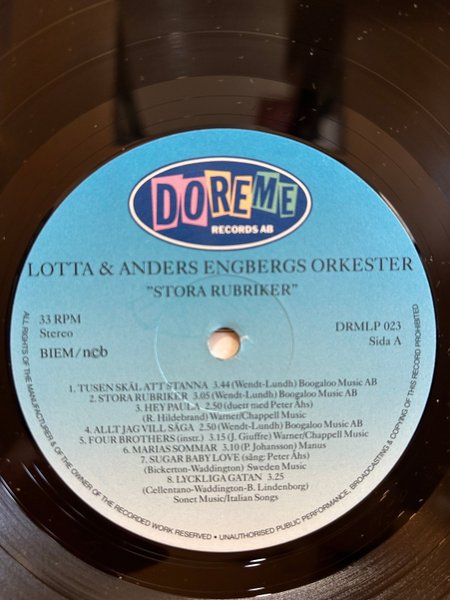 DOREME
RECORDS AB
LOTTA & ANDERS ENGBERGS ORKESTER
"STORA RUBRIKER"
33 RPM
Stereo
BIEM/ncb
DRMLP 023
Sida A
1. TUSEN SKÄL ATT STANNA 3.44 (Wendt-Lundh) Boogaloo Music AB
2. STORA RUBRIKER 3.05 (Wendt-Lundh) Boogaloo Music AB
3. HEY PAULA 2.50 (duett med Peter Åhs)
(R. Hildebrand) Warner/Chappell Music
4. ALLT JAG VILL SÄGA 2.50 (Wendt-Lundh) Boogaloo Music AB
5. FOUR BROTHERS (instr.) 3.15 (J. Giuffre) Warner/Chappell Music
6. MARIAS SOMMAR 3.10 (P. Johansson) Manus
7. SUGAR BABY LOVE (sång: Peter Åhs)
(Bickerton-Waddington) Sweden Music
8. LYCKLIGA GATAN 3.25
(Cellentano-Waddington-B. Lindenborg)
Sonet Music/Italian Songs
ALL RIGHTS OF THE MANUFACTURER & OF THE OWNER OF THE RECORDED WORK RESERVED • UNAUTHORISED PUBLIC PERFORMANCE, BROADCASTING & COPYING OF THIS RECORD PROHIBITED